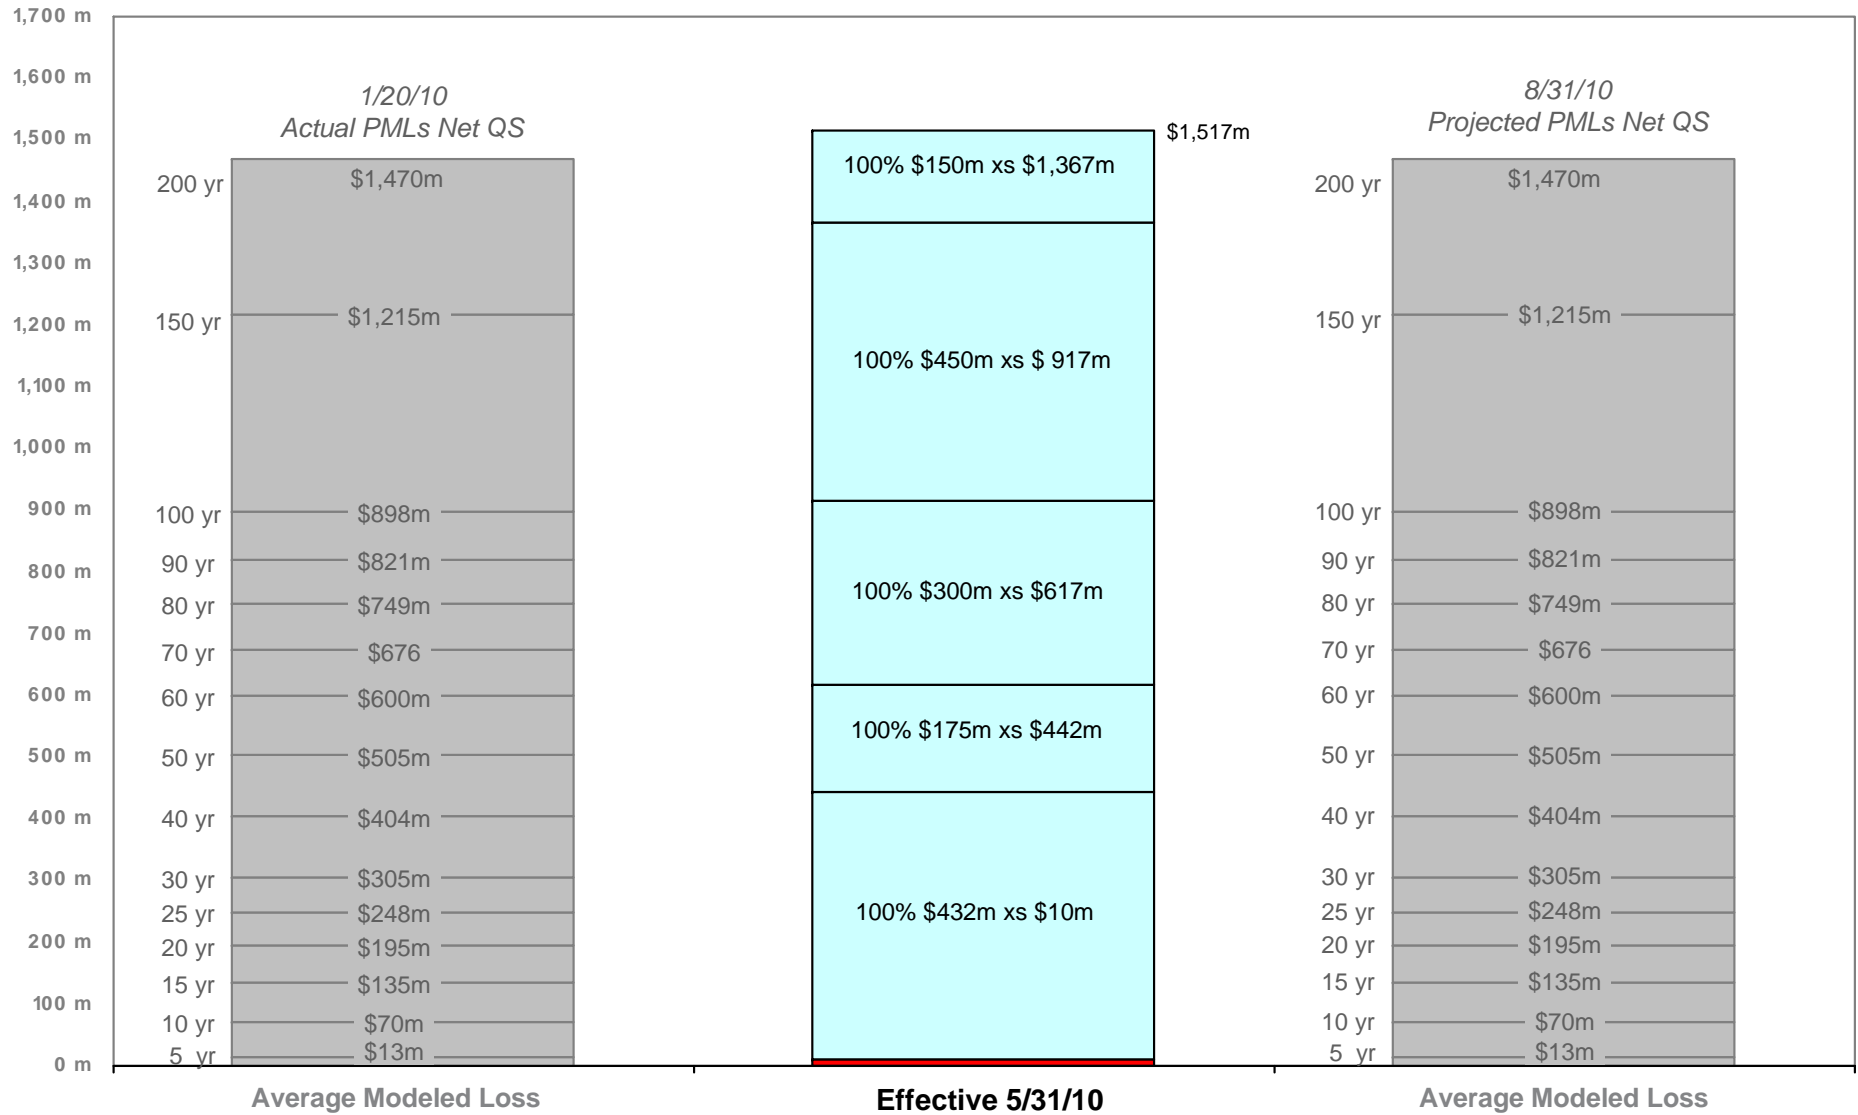 1,700 m
1,600 m
1,500 m
1,400 m
1,300 m
1,200 m
1,100 m
1,000 m
900 m
800 m
700 m
600 m
500 m
400 m
300 m
200 m
100 m
0 m
1/20/10
Actual PMLs Net QS
200 yr $1,470m
150 yr $1,215m
100 yr $898m
90 yr $821m
80 yr $749m
70 yr $676
60 yr $600m
50 yr $505m
40 yr $404m
30 yr $305m
25 yr $248m
20 yr $195m
15 yr $135m
10 yr $70m
5 yr $13m
Average Modeled Loss
$1,517m
100% $150m xs $1,367m
100% $450m xs $ 917m
100% $300m xs $617m
100% $175m xs $442m
100% $432m xs $10m
Effective 5/31/10
8/31/10
Projected PMLs Net QS
200 yr $1,470m
150 yr $1,215m
100 yr $898m
90 yr $821m
80 yr $749m
70 yr $676
60 yr $600m
50 yr $505m
40 yr $404m
30 yr $305m
25 yr $248m
20 yr $195m
15 yr $135m
10 yr $70m
5 yr $13m
Average Modeled Loss